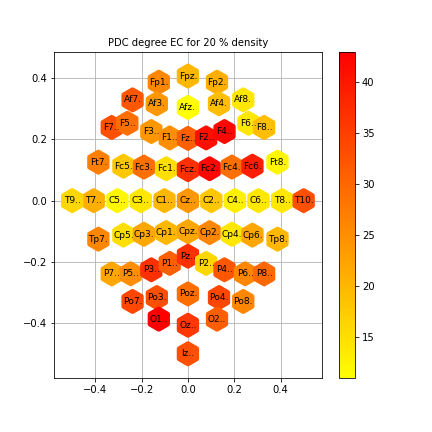 PDC degree EC for 20 % density
Fpz.
Fp1. Fp2.
Af7. Af3. Afz. Af4. Af8.
F7.. F5.. F3.. F1.. Fz.. F2.. F4.. F6.. F8..
Ft7. Fc5. Fc3. Fc1. Fcz. Fc2. Fc4. Fc6. Ft8.
T9.. T7.. C5.. C3.. C1.. Cz.. C2.. C4.. C6.. T8.. T10.
Tp7. Cp5. Cp3. Cp1. Cpz. Cp2. Cp4. Cp6. Tp8.
P7.. P5.. P3.. P1.. Pz.. P2.. P4.. P6.. P8..
Po7. Po3. Poz. Po4. Po8.
O1.. Oz.. O2..
Iz..
0.4
0.2
0.0
−0.2
−0.4
−0.4 −0.2 0.0 0.2 0.4
40
35
30
25
20
15